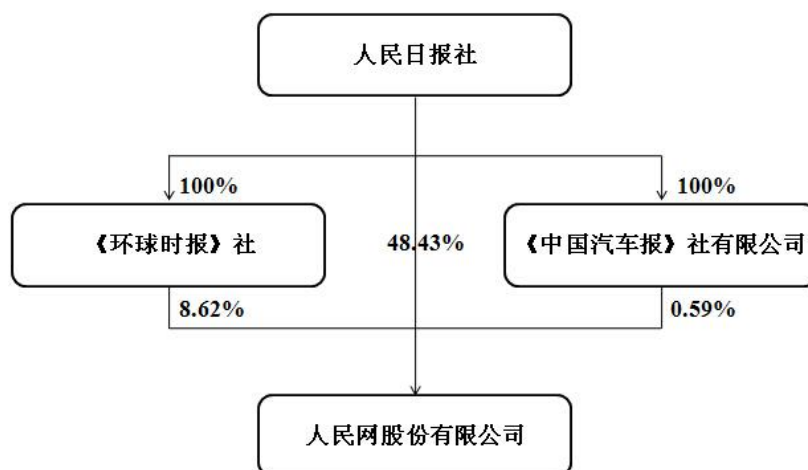 人民日报社
100%
100%
《环球时报》社
48.43%
《中国汽车报》社有限公司
8.62%
0.59%
人民网股份有限公司